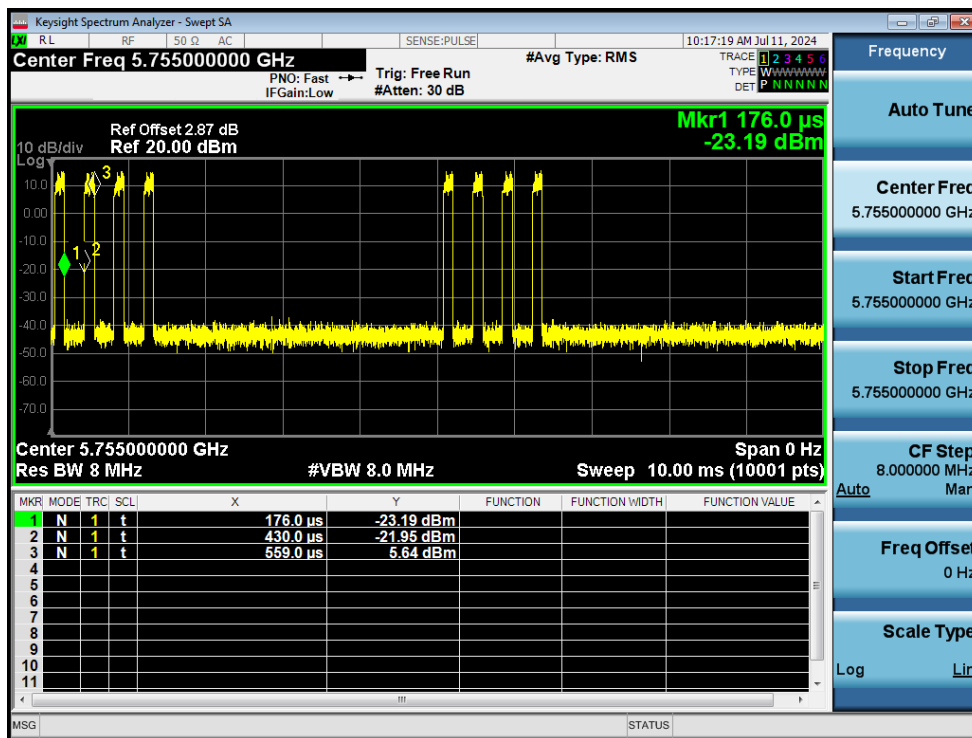 Keysight Spectrum Analyzer - Swept SA
LXI RL RF 50 Ω AC SENSE:PULSE 10:17:19 AM Jul 11, 2024
Center Freq 5.755000000 GHz
#Avg Type: RMS
TRACE 1 2 3 4 5 6
PNO: Fast Trig: Free Run
TYPE WWWWWW
IFGain:Low #Atten: 30 dB
DET P N N N N N
Mkr1 176.0 µs
Ref Offset 2.87 dB
-23.19 dBm
10 dB/div Ref 20.00 dBm
Log
10.0
0.00
-10.0
-20.0
-30.0
-40.0
-50.0
-60.0
-70.0
1
2
3
Center 5.755000000 GHz Span 0 Hz
Res BW 8 MHz #VBW 8.0 MHz Sweep 10.00 ms (10001 pts)
MKR MODE TRC SCL X Y FUNCTION FUNCTION WIDTH FUNCTION VALUE
1 N 1 t 176.0 µs -23.19 dBm
2 N 1 t 430.0 µs -21.95 dBm
3 N 1 t 559.0 µs 5.64 dBm
4
5
6
7
8
9
10
11
MSG STATUS
Frequency
Auto Tune
Center Freq
5.755000000 GHz
Start Freq
5.755000000 GHz
Stop Freq
5.755000000 GHz
CF Step
8.000000 MHz
Auto Man
Freq Offset
0 Hz
Scale Type
Log Lin